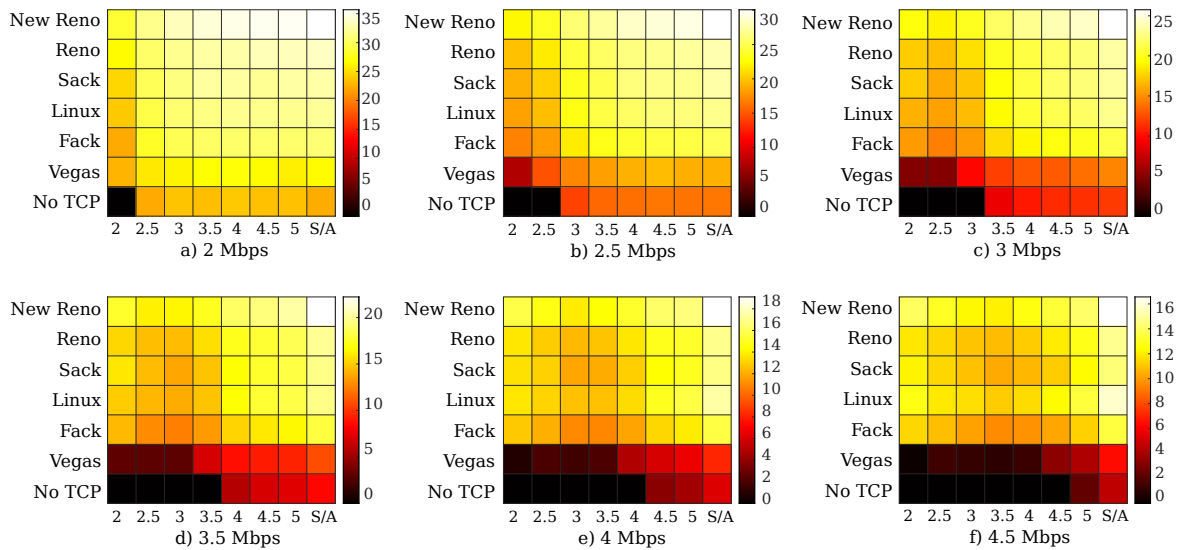 New Reno
Reno
Sack
Linux
Fack
Vegas
No TCP
2 2.5 3 3.5 4 4.5 5 S/A
35
30
25
20
15
10
5
0
a) 2 Mbps
New Reno
Reno
Sack
Linux
Fack
Vegas
No TCP
2 2.5 3 3.5 4 4.5 5 S/A
30
25
20
15
10
5
0
b) 2.5 Mbps
New Reno
Reno
Sack
Linux
Fack
Vegas
No TCP
2 2.5 3 3.5 4 4.5 5 S/A
25
20
15
10
5
0
c) 3 Mbps
New Reno
Reno
Sack
Linux
Fack
Vegas
No TCP
2 2.5 3 3.5 4 4.5 5 S/A
20
15
10
5
0
d) 3.5 Mbps
New Reno
Reno
Sack
Linux
Fack
Vegas
No TCP
2 2.5 3 3.5 4 4.5 5 S/A
18
16
14
12
10
8
6
4
2
0
e) 4 Mbps
New Reno
Reno
Sack
Linux
Fack
Vegas
No TCP
2 2.5 3 3.5 4 4.5 5 S/A
16
14
12
10
8
6
4
2
0
f) 4.5 Mbps